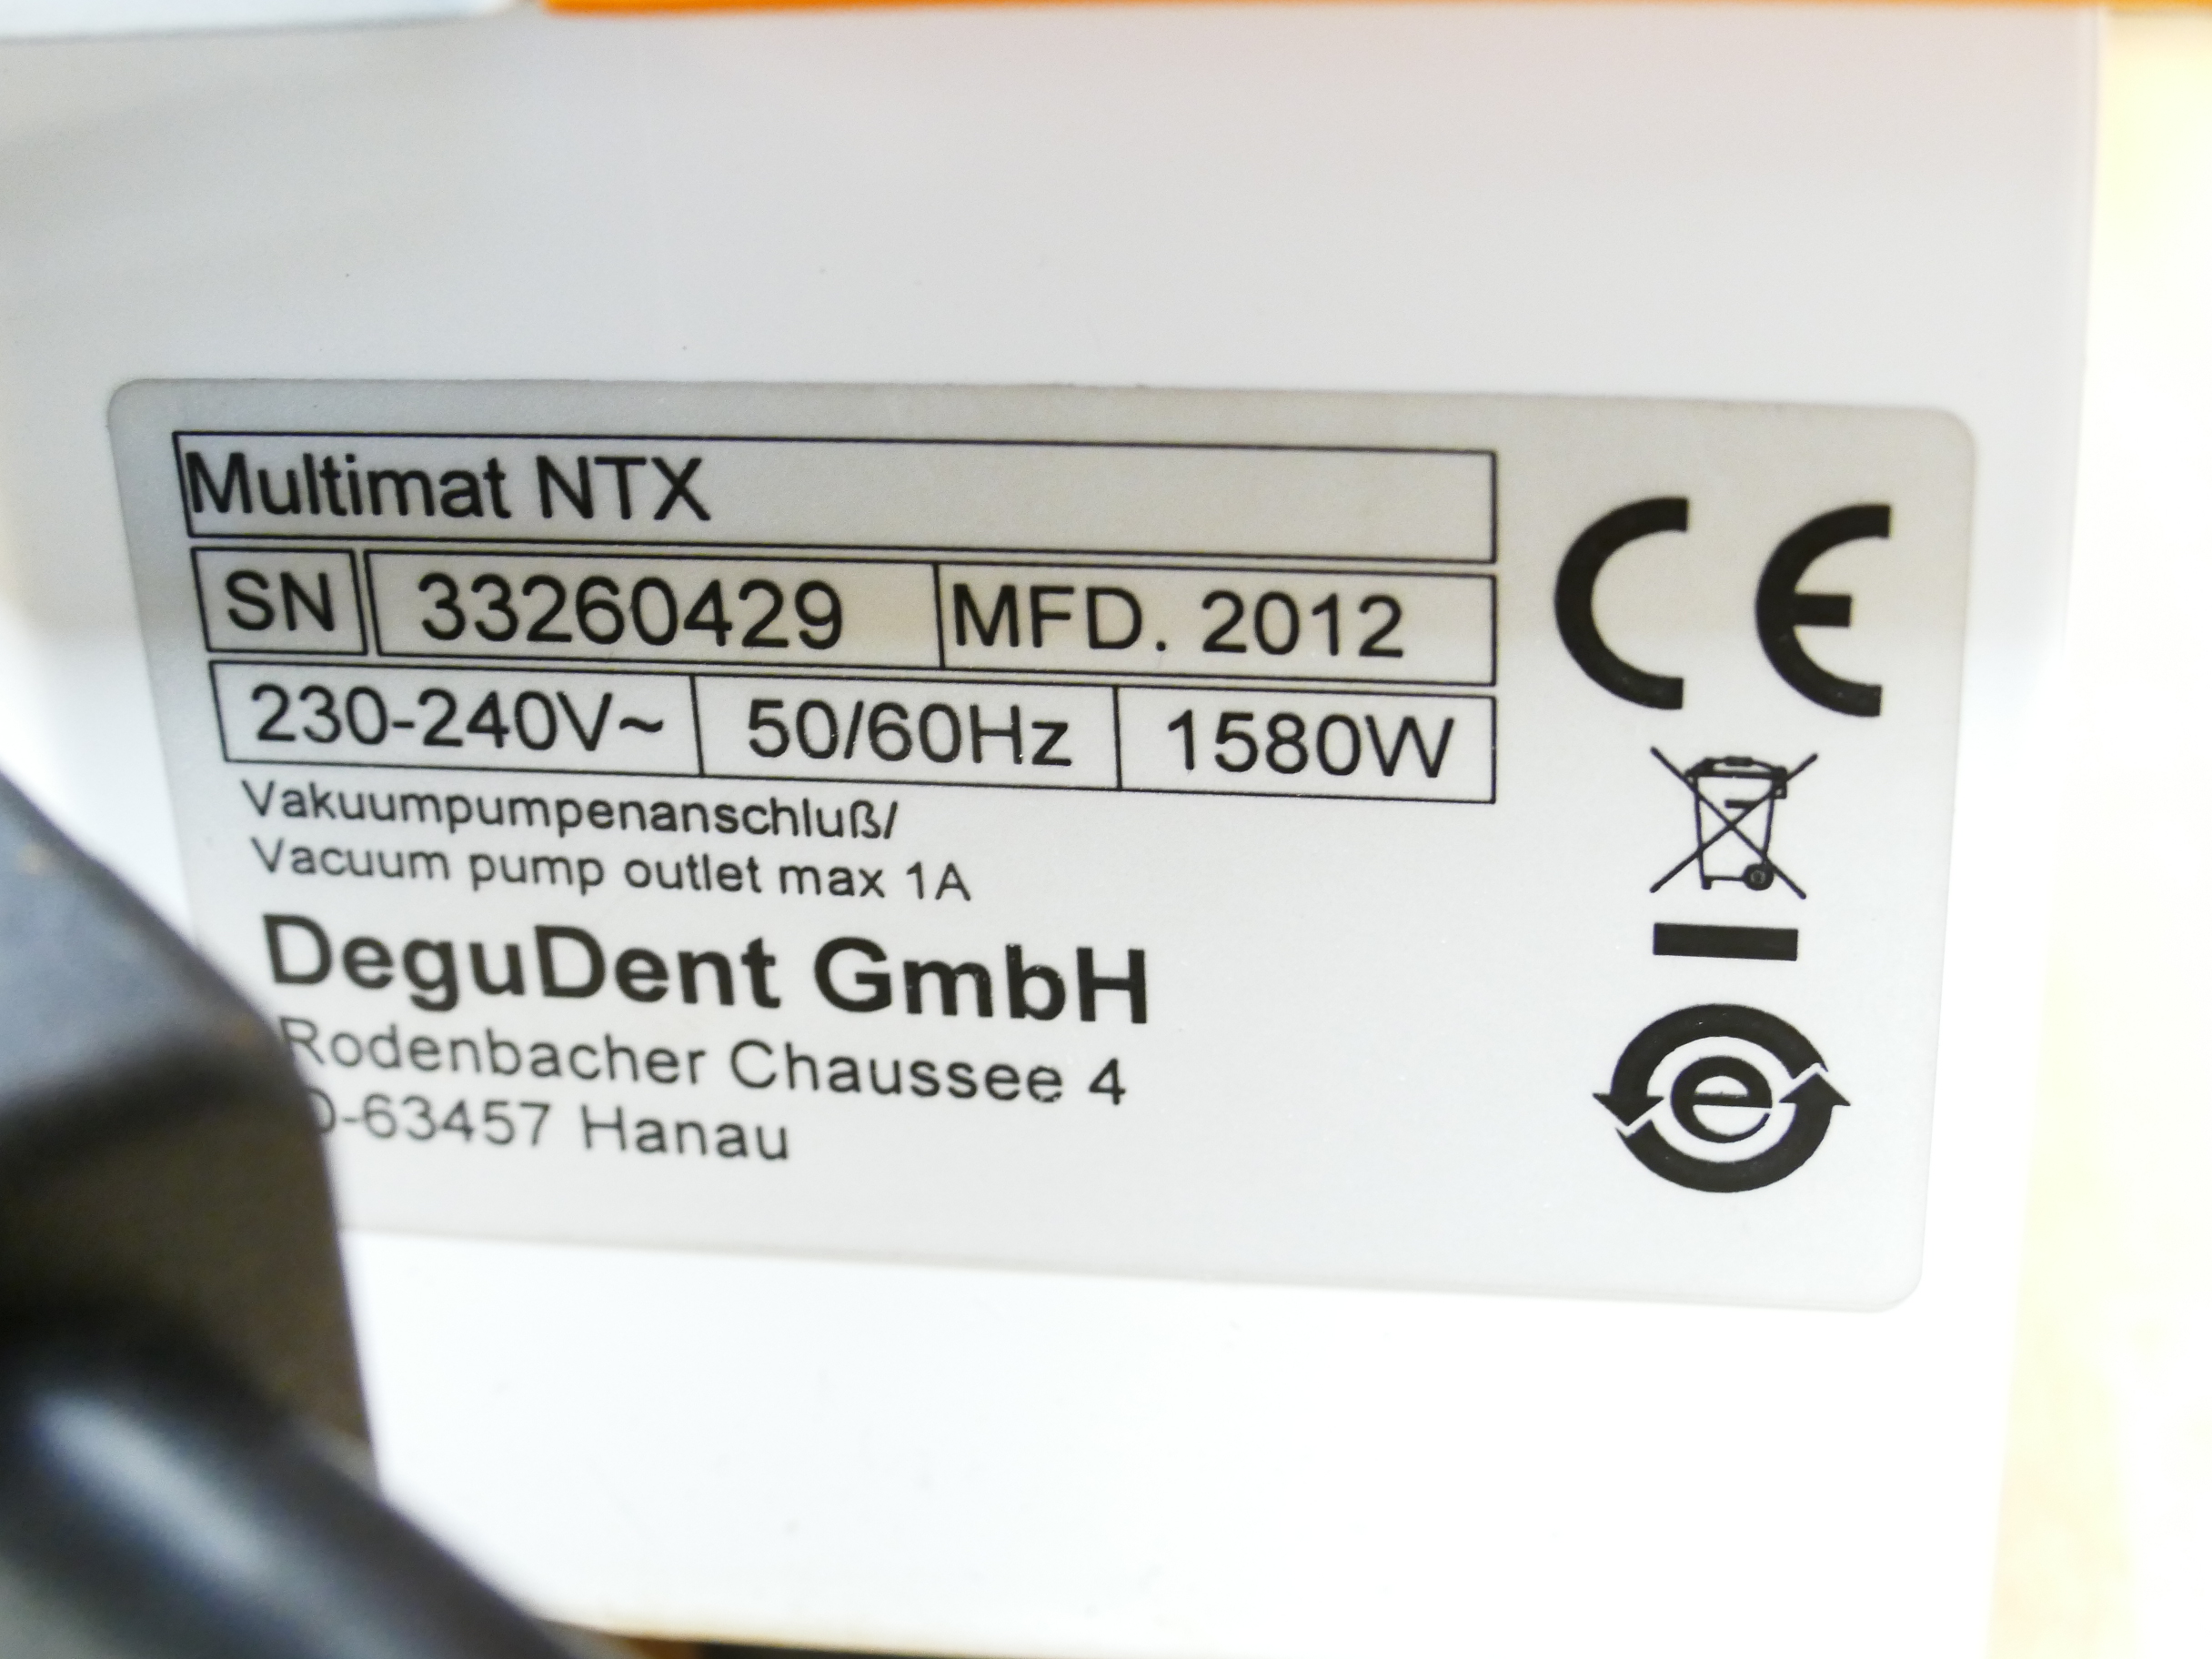 Multimat NTX
SN 33260429 MFD. 2012
230-240V~ 50/60Hz 1580W
Vakuumpumpenanschluß/
Vacuum pump outlet max 1A
DeguDent GmbH
Rodenbacher Chaussee 4
D-63457 Hanau
CE
e